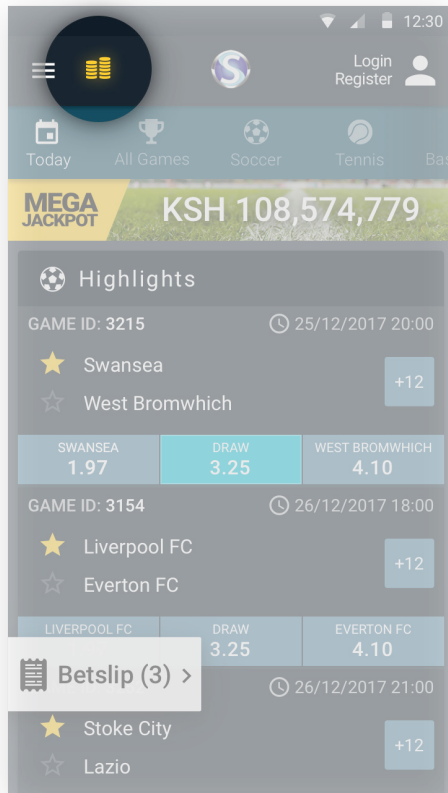 12:30
Login
Register
Today
All Games
Soccer
Tennis
Bas
MEGA
JACKPOT
KSH 108,574,779
Highlights
GAME ID: 3215
25/12/2017 20:00
Swansea
West Bromwhich
+12
SWANSEA
DRAW
WEST BROMWHICH
1.97
3.25
4.10
GAME ID: 3154
26/12/2017 18:00
Liverpool FC
Everton FC
+12
LIVERPOOL FC
DRAW
EVERTON FC
3.25
4.10
Betslip (3)
26/12/2017 21:00
Stoke City
Lazio
+12